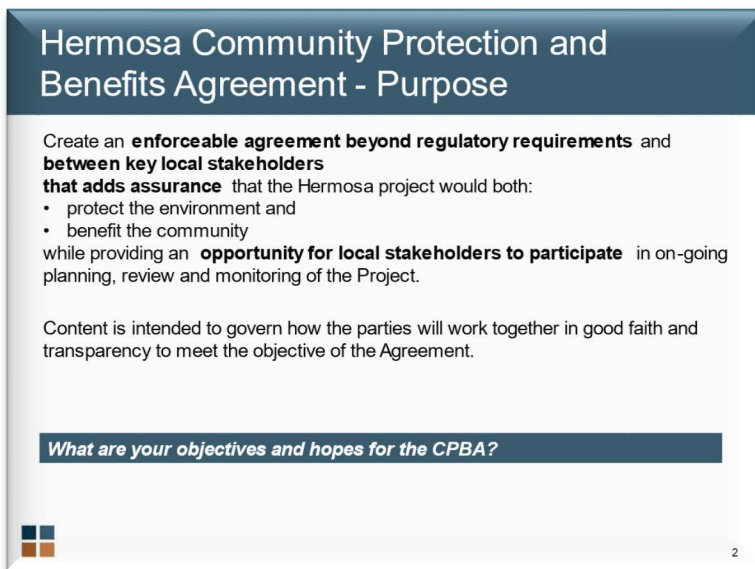 Hermosa Community Protection and
Benefits Agreement - Purpose
Create an enforceable agreement beyond regulatory requirements and
between key local stakeholders
that adds assurance that the Hermosa project would both:
• protect the environment and
• benefit the community
while providing an opportunity for local stakeholders to participate in on-going
planning, review and monitoring of the Project.
Content is intended to govern how the parties will work together in good faith and
transparency to meet the objective of the Agreement.
What are your objectives and hopes for the CPBA?
2